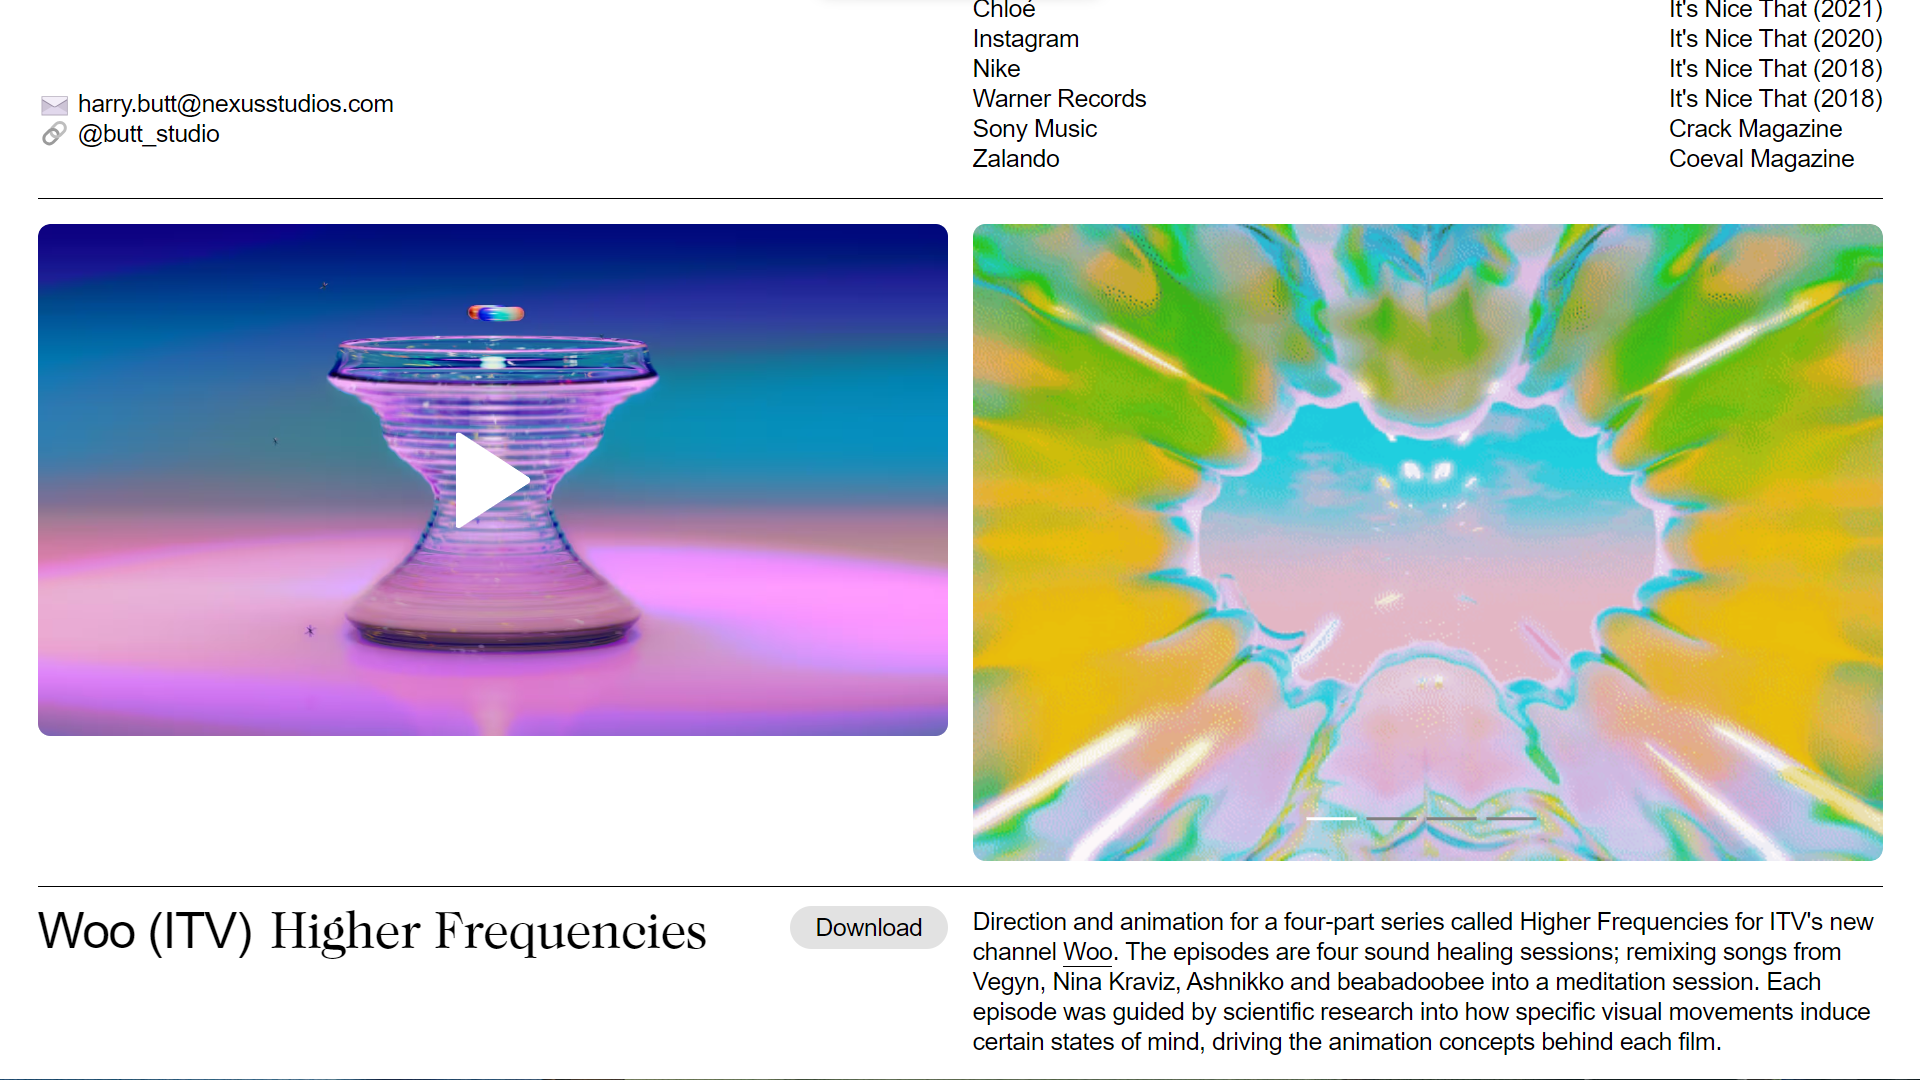 Chloé
Instagram
Nike
Warner Records
Sony Music
Zalando
It's Nice That (2021)
It's Nice That (2020)
It's Nice That (2018)
It's Nice That (2018)
Crack Magazine
Coeval Magazine
harry.butt@nexusstudios.com
@butt_studio
Woo (ITV) Higher Frequencies
Download
Direction and animation for a four-part series called Higher Frequencies for ITV's new
channel Woo. The episodes are four sound healing sessions; remixing songs from
Vegyn, Nina Kraviz, Ashnikko and beabadoobee into a meditation session. Each
episode was guided by scientific research into how specific visual movements induce
certain states of mind, driving the animation concepts behind each film.